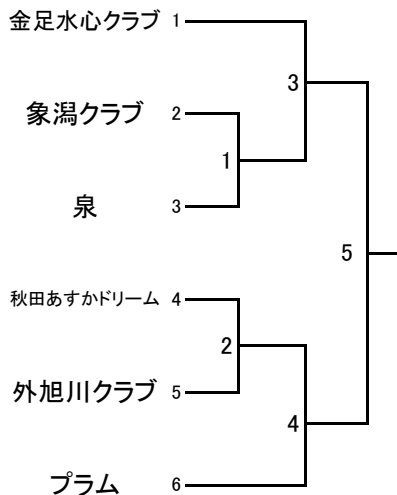 金足水心クラブ 1
3
象潟クラブ 2
1
泉 3
5
秋田あすかドリーム 4
2
外旭川クラブ 5
4
プラム 6